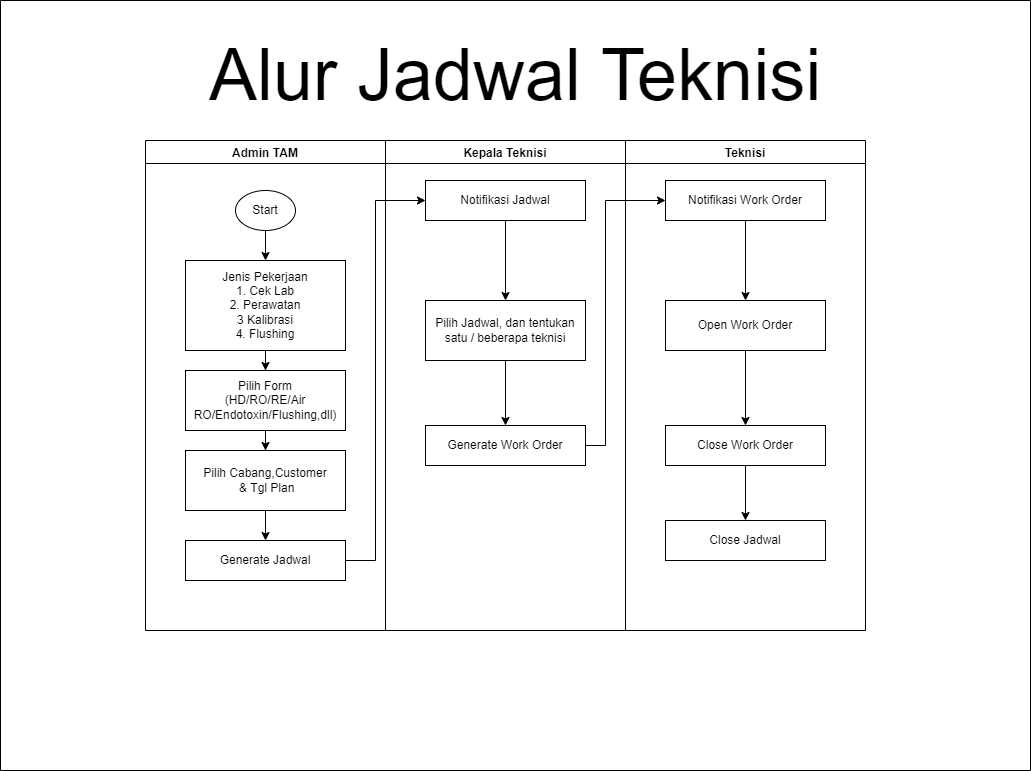 Alur Jadwal Teknisi
Admin TAM
Start
Jenis Pekerjaan
1. Cek Lab
2. Perawatan
3 Kalibrasi
4. Flushing
Pilih Form
(HD/RO/RE/Air
RO/Endotoxin/Flushing,dll)
Pilih Cabang,Customer
& Tgl Plan
Generate Jadwal
Kepala Teknisi
Notifikasi Jadwal
Pilih Jadwal, dan tentukan
satu / beberapa teknisi
Generate Work Order
Teknisi
Notifikasi Work Order
Open Work Order
Close Work Order
Close Jadwal